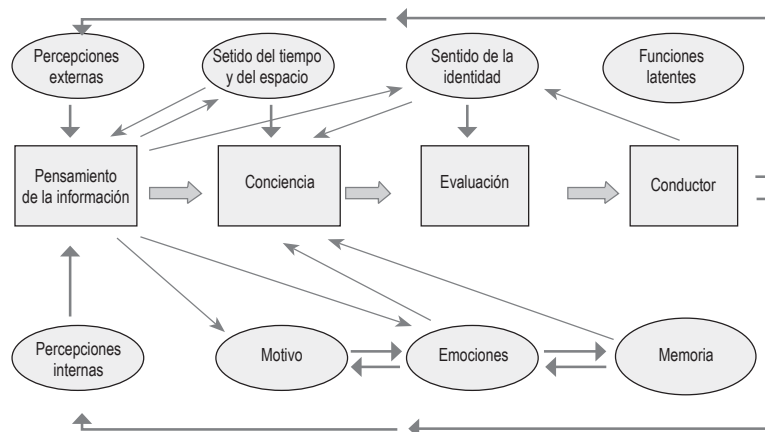 Percepciones
externas
Setido del tiempo
y del espacio
Sentido de la
identidad
Funciones
latentes
Pensamiento
de la información
Conciencia
Evaluación
Conductor
Percepciones
internas
Motivo
Emociones
Memoria